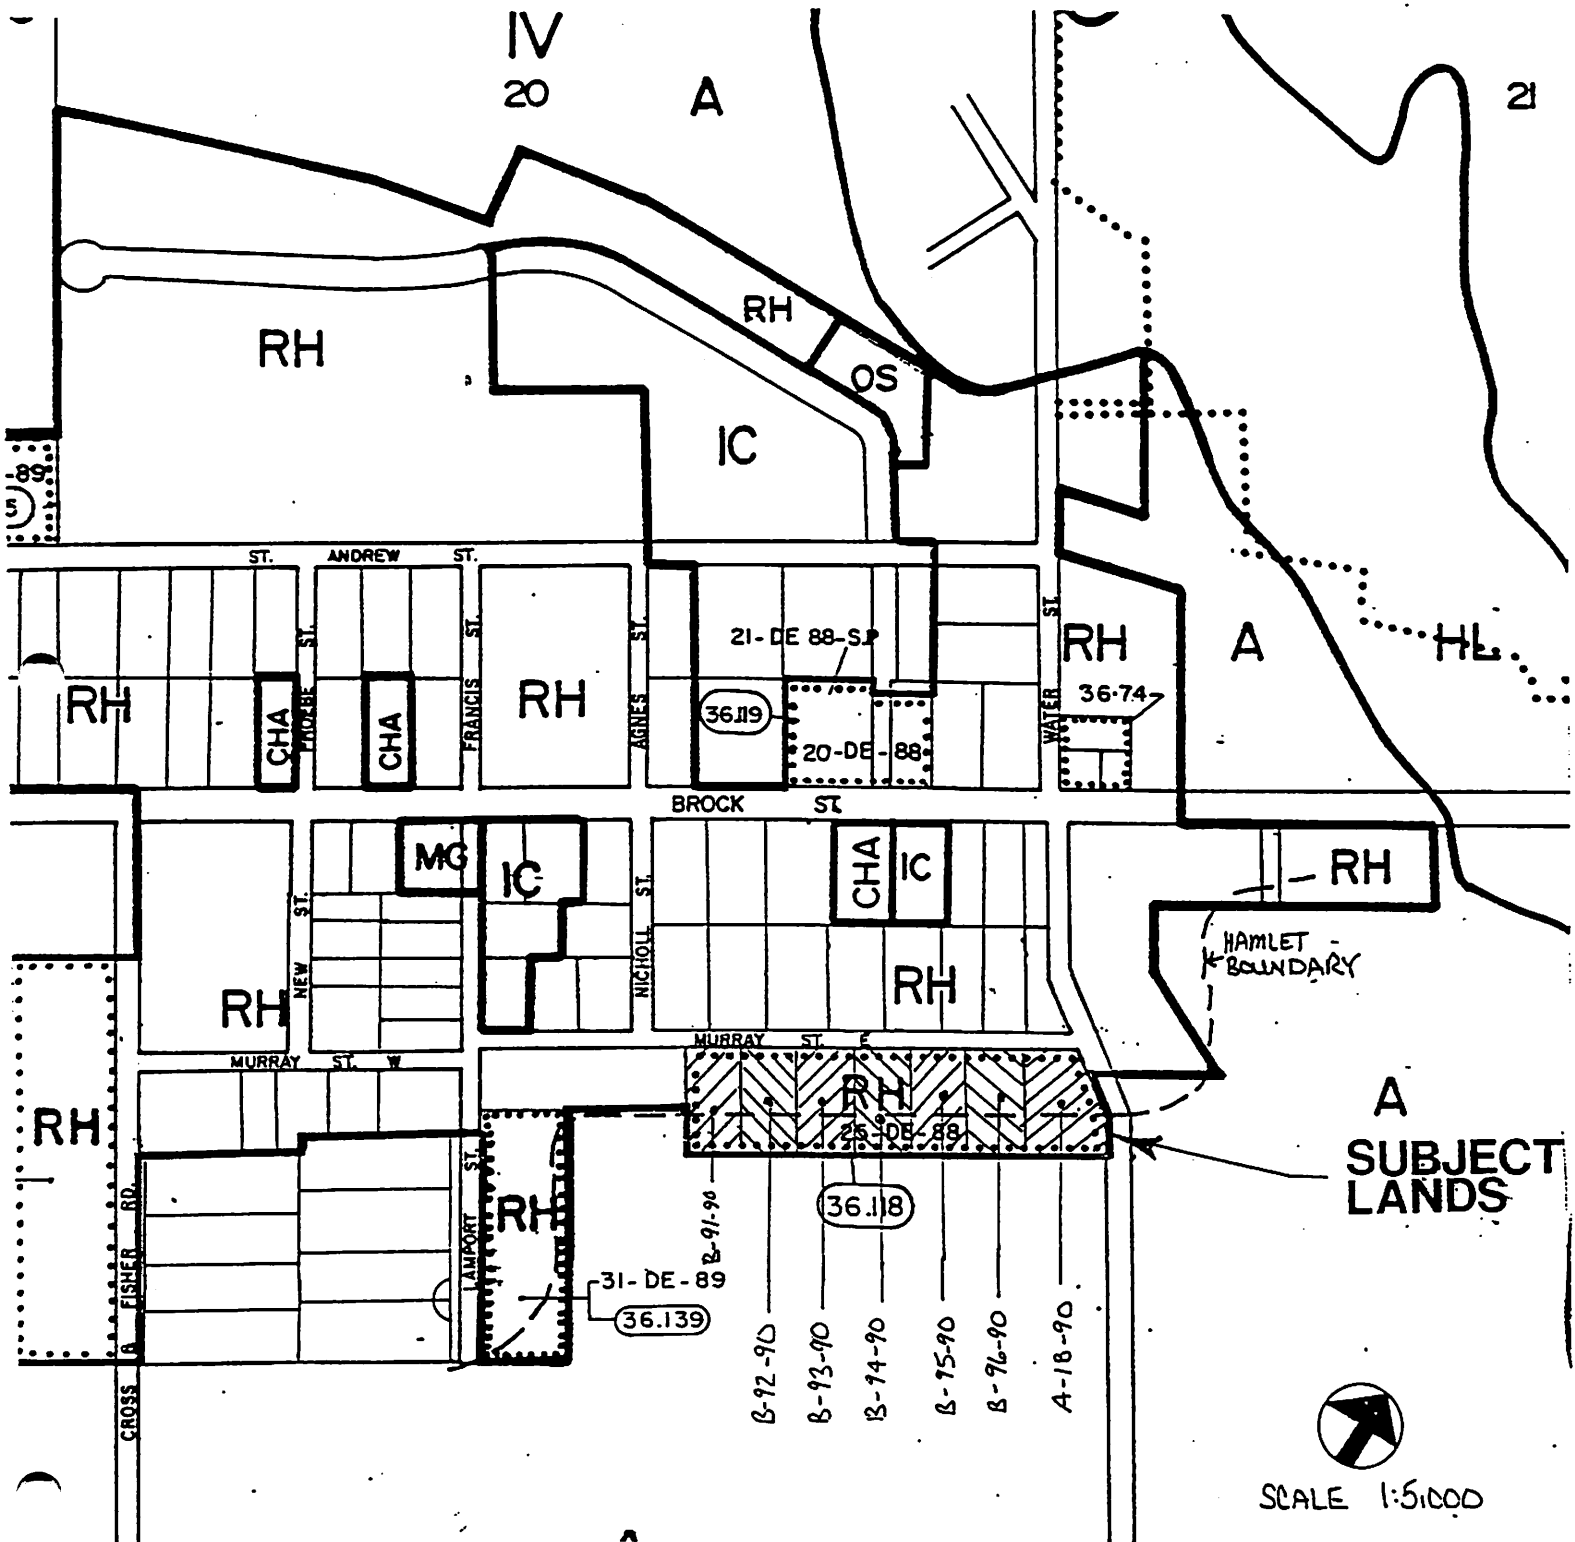 IV
20
A
21
RH
OS
RH
IC
-89
ST. ANDREW ST.
21-DE 88-S.P
ST.
ST.
ST.
ST.
RH
A
HL
RH
CHA
PHOEBE
CHA
FRANCIS
RH
AGNES
36.119
20-DE-88
WATER
36.74
BROCK ST.
MG
IC
CHA
IC
RH
ST.
ST.
NEW
RH
NICHOLL
RH
HAMLET
BOUNDARY
MURRAY ST. E
MURRAY ST. W
RH
RH
25-DE-88
A
SUBJECT
LANDS
ST.
LAMPORT
RH
36.118
31-DE-89
36.139
CROSS & FISHER RD.
B-91-90
B-92-90
B-93-90
B-94-90
B-95-90
B-96-90
A-18-90
SCALE 1:5,000
A